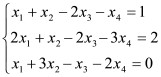 x₁ + x₂ − 2x₃ − x₄ = 1
2x₁ + x₂ − 2x₃ − 3x₄ = 2
x₁ + 3x₂ − x₃ − 2x₄ = 0